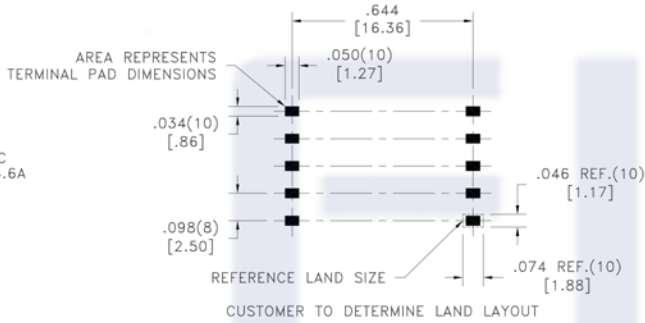 .644
[16.36]
AREA REPRESENTS
TERMINAL PAD DIMENSIONS
.050(10)
[1.27]
.034(10)
[.86]
C
.6A
.046 REF.(10)
[1.17]
.098(8)
[2.50]
REFERENCE LAND SIZE
.074 REF.(10)
[1.88]
CUSTOMER TO DETERMINE LAND LAYOUT